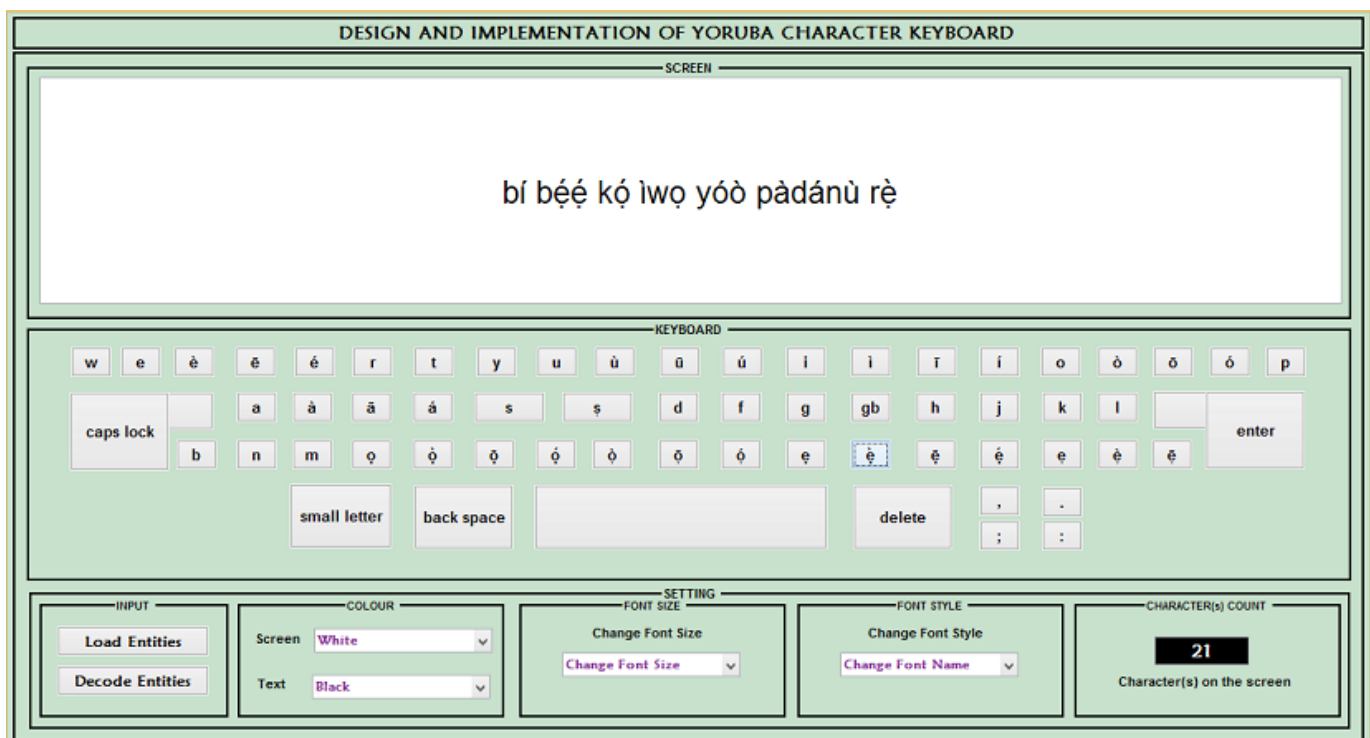 DESIGN AND IMPLEMENTATION OF YORUBA CHARACTER KEYBOARD
SCREEN
bí bẹ́ẹ́ kọ́ ìwọ yóò pàdánù rẹ̀
KEYBOARD
w e è ē é r t y u ù ū ú i ì ī í o ò ō ó p
caps lock a à ā á s ṣ d f g gb h j k l enter
b n m ọ ọ̀ ọ̄ ọ́ ọ̀ ọ̄ ọ́ ẹ ẹ̀ ẹ̄ ẹ́ ẹ ẹ̀ ẹ̄
small letter back space delete , .
; :
SETTING
INPUT COLOUR FONT SIZE FONT STYLE CHARACTER(s) COUNT
Load Entities Screen White Change Font Size Change Font Style 21
Decode Entities Text Black Change Font Size Change Font Name Character(s) on the screen